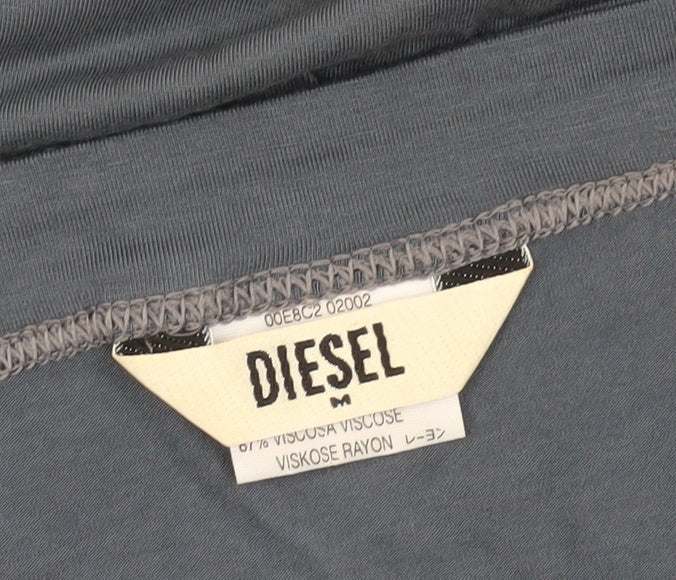 00E8C2 02002
DIESEL
M
67% VISCOSA VISCOSE
VISKOSE RAYON レーヨン